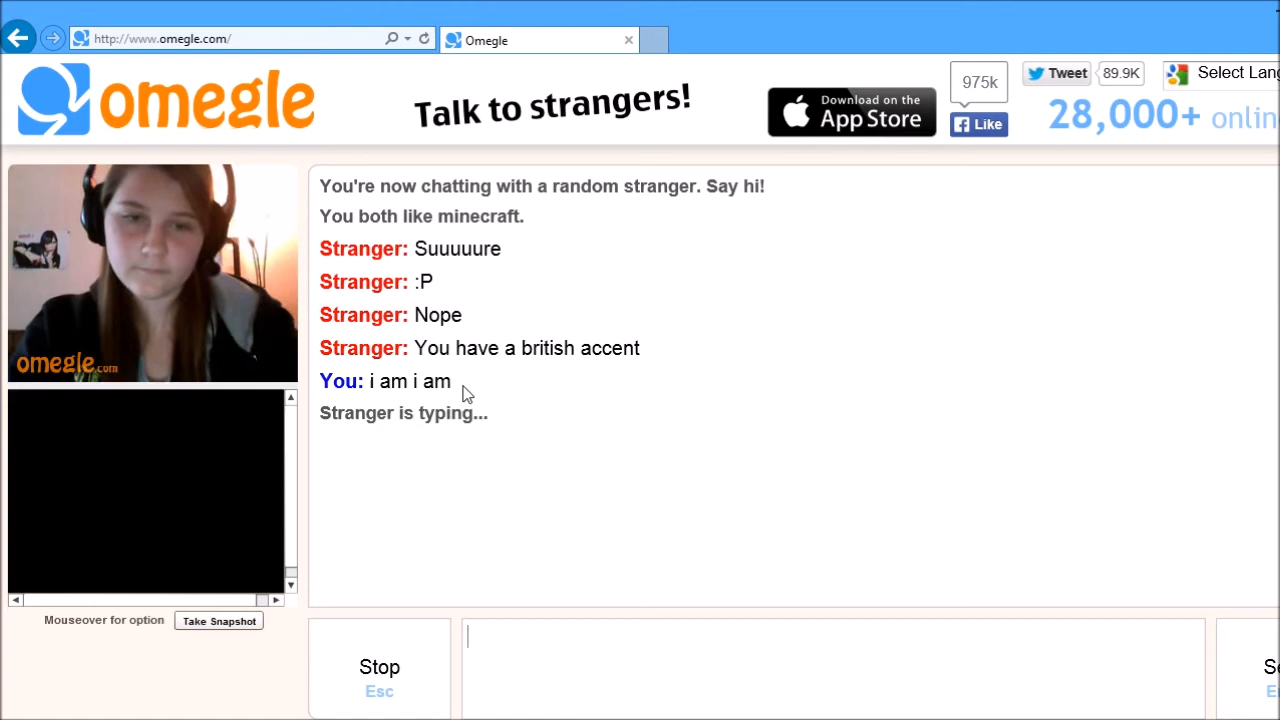 http://www.omegle.com/
Omegle
omegle
Talk to strangers!
Download on the
App Store
975k
Like
Tweet
89.9K
Select Lan
28,000+ onlin
You're now chatting with a random stranger. Say hi!
You both like minecraft.
Stranger: Suuuuure
Stranger: :P
Stranger: Nope
Stranger: You have a british accent
You: i am i am
Stranger is typing...
omegle.com
Mouseover for option
Take Snapshot
Stop
Esc
Se
E